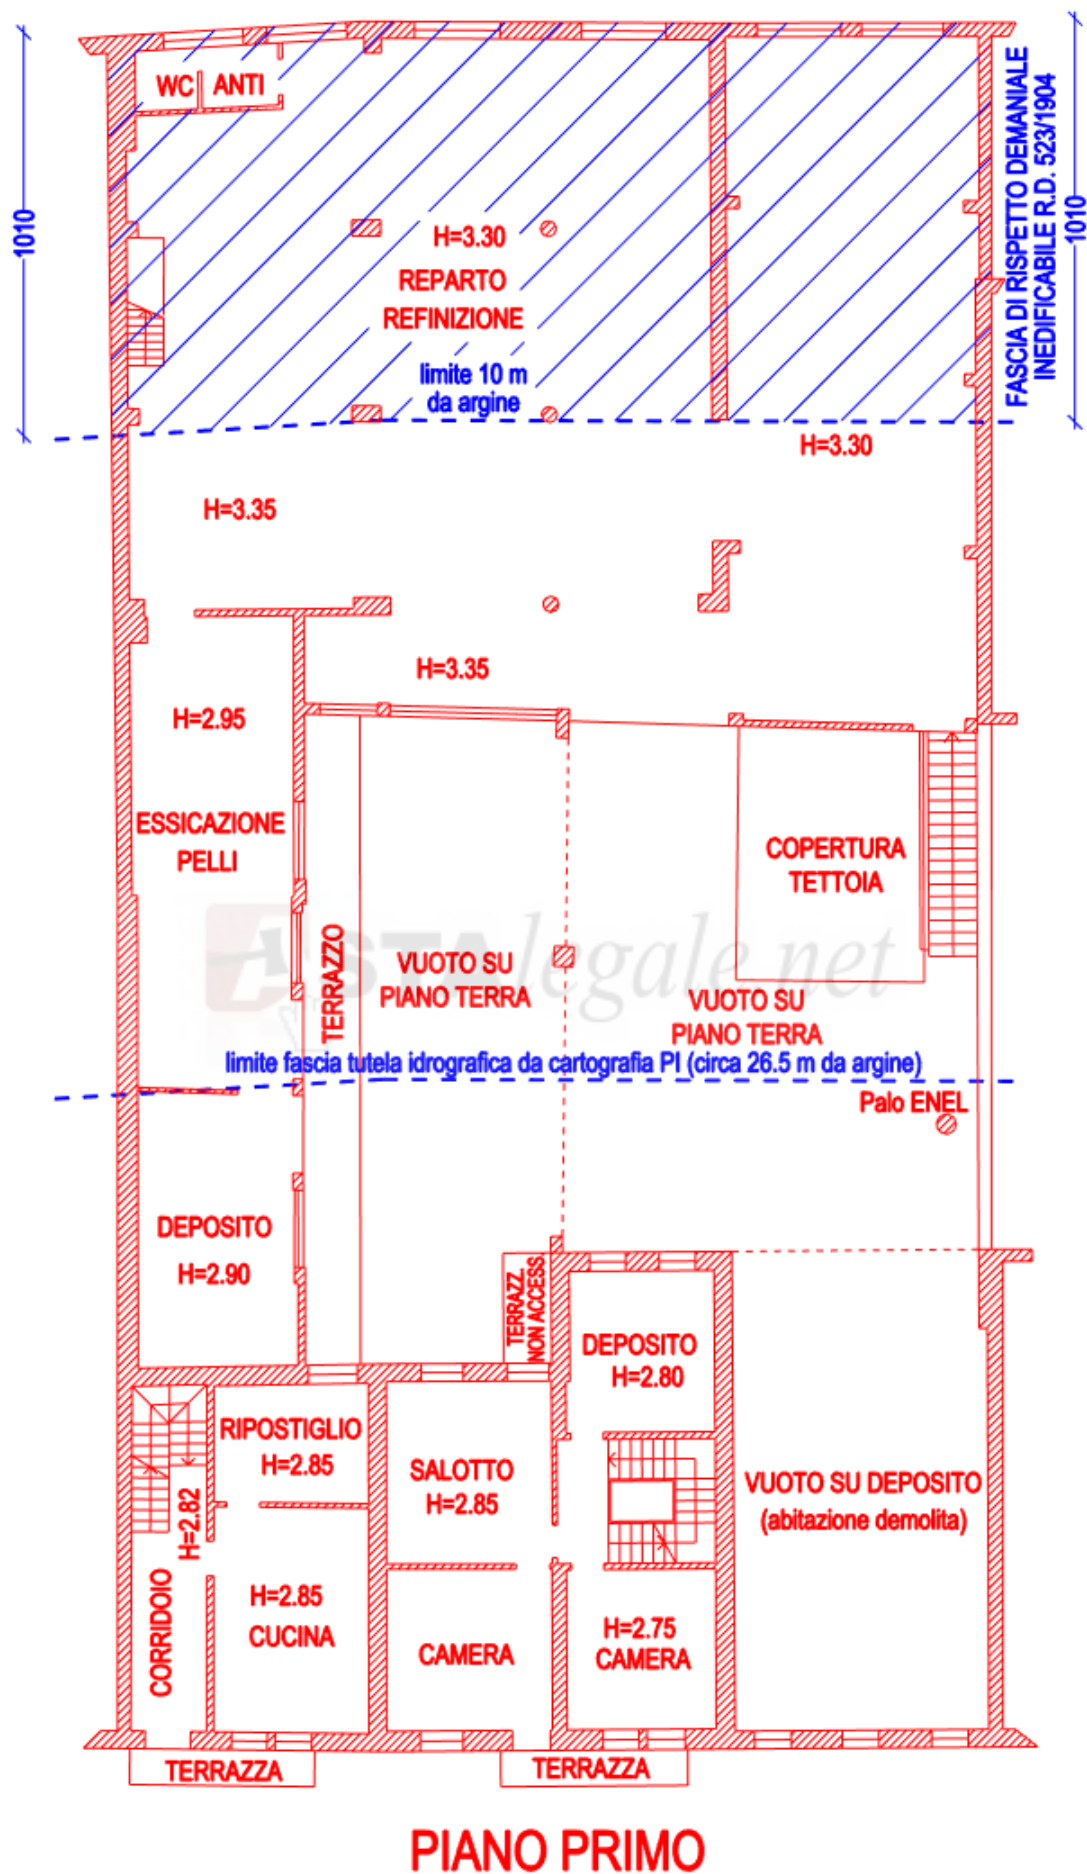 WC
ANTI
FASCIA DI RISPETTO DEMANIALE
INEDIFICABILE R.D. 523/1904
1010
1010
H=3.30
REPARTO
REFINIZIONE
limite 10 m
da argine
H=3.30
H=3.35
H=3.35
H=2.95
ESSICAZIONE
PELLI
COPERTURA
TETTOIA
TERRAZZO
ASTAlegale.net
VUOTO SU
PIANO TERRA
VUOTO SU
PIANO TERRA
limite fascia tutela idrografica da cartografia PI (circa 26.5 m da argine)
Palo ENEL
DEPOSITO
H=2.90
TERRAZZ.
NON ACCESS.
DEPOSITO
H=2.80
RIPOSTIGLIO
H=2.85
SALOTTO
H=2.85
VUOTO SU DEPOSITO
(abitazione demolita)
H=2.82
CORRIDOIO
H=2.85
CUCINA
CAMERA
H=2.75
CAMERA
TERRAZZA
TERRAZZA
PIANO PRIMO